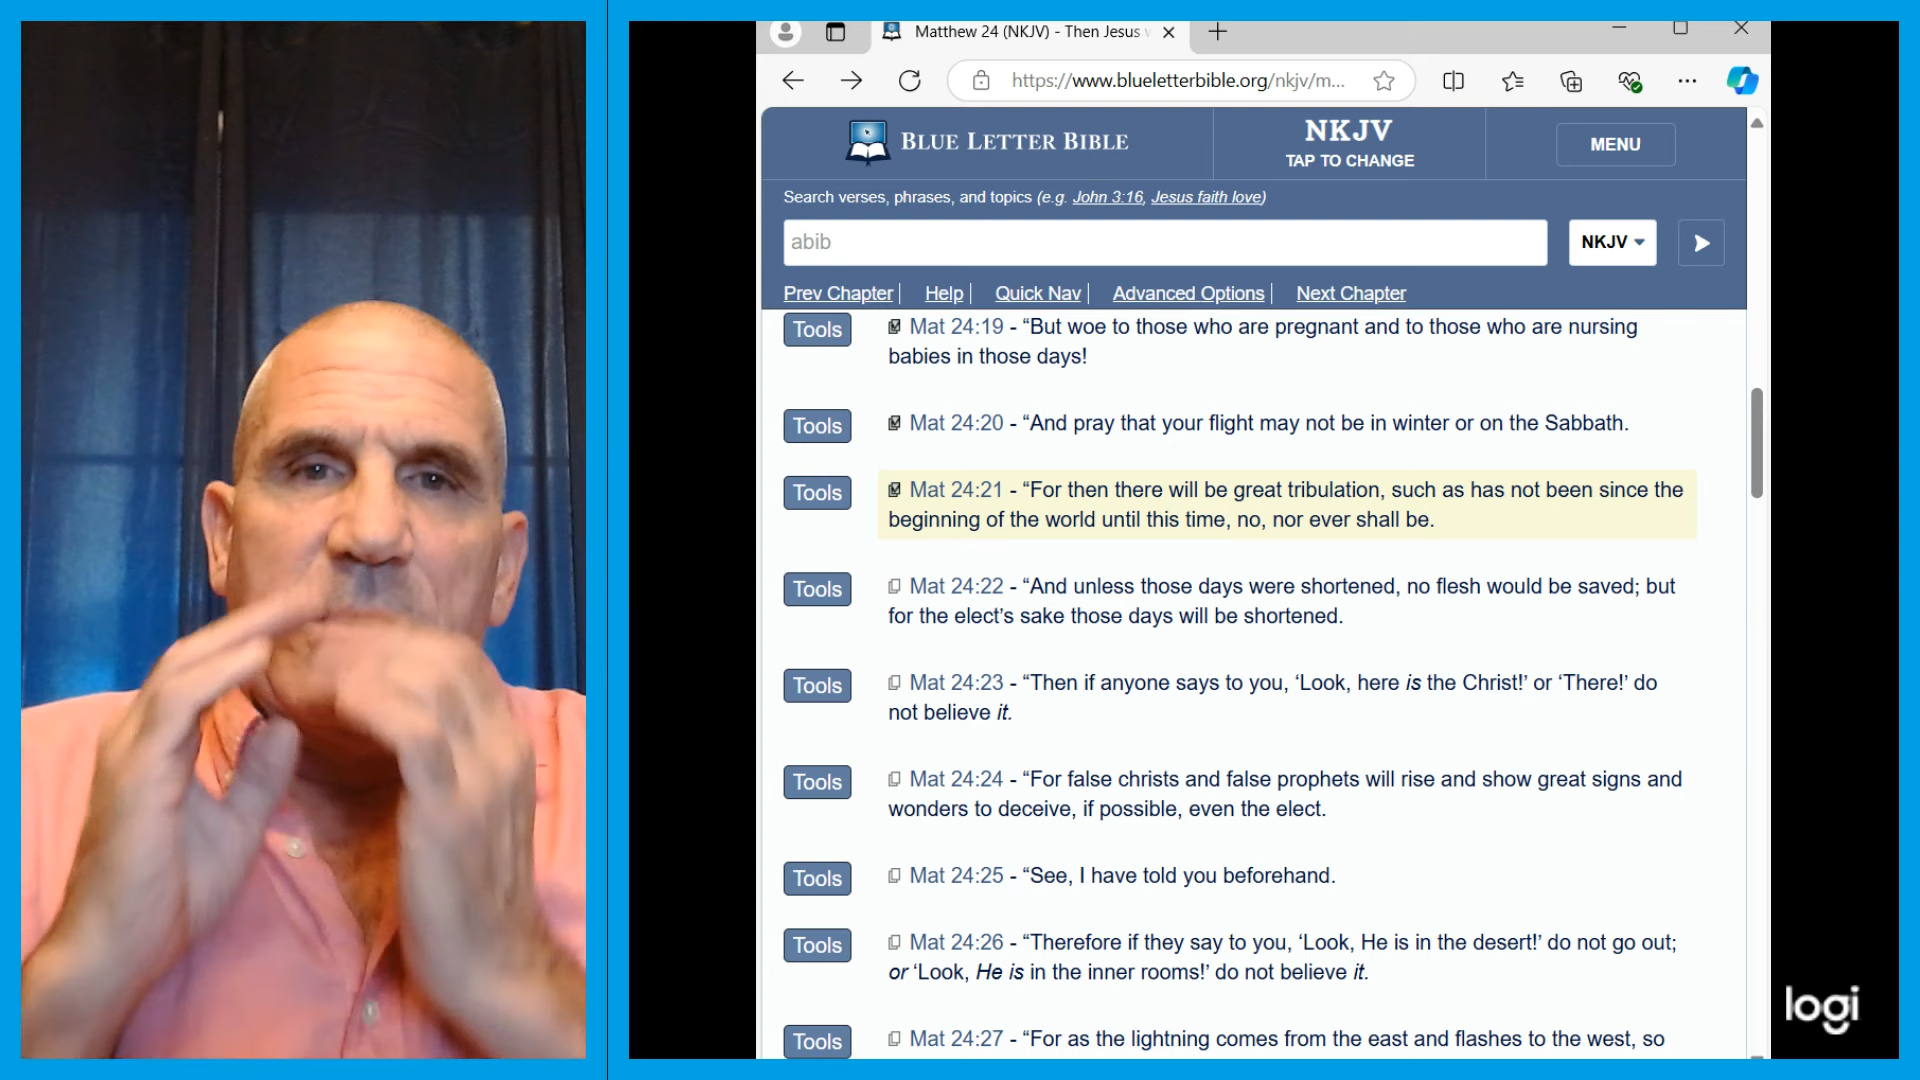 Matthew 24 (NKJV) - Then Jesus
https://www.blueletterbible.org/nkjv/m...
BLUE LETTER BIBLE
NKJV
TAP TO CHANGE
MENU
Search verses, phrases, and topics (e.g. John 3:16, Jesus faith love)
abib
NKJV
Prev Chapter | Help | Quick Nav | Advanced Options | Next Chapter
Tools Mat 24:19 - “But woe to those who are pregnant and to those who are nursing
babies in those days!
Tools Mat 24:20 - “And pray that your flight may not be in winter or on the Sabbath.
Tools Mat 24:21 - “For then there will be great tribulation, such as has not been since the
beginning of the world until this time, no, nor ever shall be.
Tools Mat 24:22 - “And unless those days were shortened, no flesh would be saved; but
for the elect’s sake those days will be shortened.
Tools Mat 24:23 - “Then if anyone says to you, ‘Look, here is the Christ!’ or ‘There!’ do
not believe it.
Tools Mat 24:24 - “For false christs and false prophets will rise and show great signs and
wonders to deceive, if possible, even the elect.
Tools Mat 24:25 - “See, I have told you beforehand.
Tools Mat 24:26 - “Therefore if they say to you, ‘Look, He is in the desert!’ do not go out;
or ‘Look, He is in the inner rooms!’ do not believe it.
Tools Mat 24:27 - “For as the lightning comes from the east and flashes to the west, so
logi